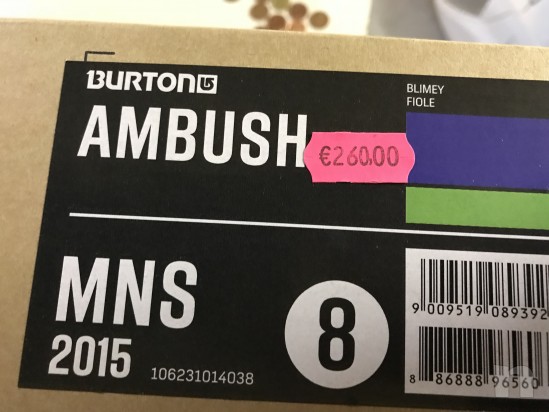 BURTON
BLIMEY
FIOLE
AMBUSH
€260.00
MNS
2015
106231014038
8
9 009519 089392
8 86888 96560